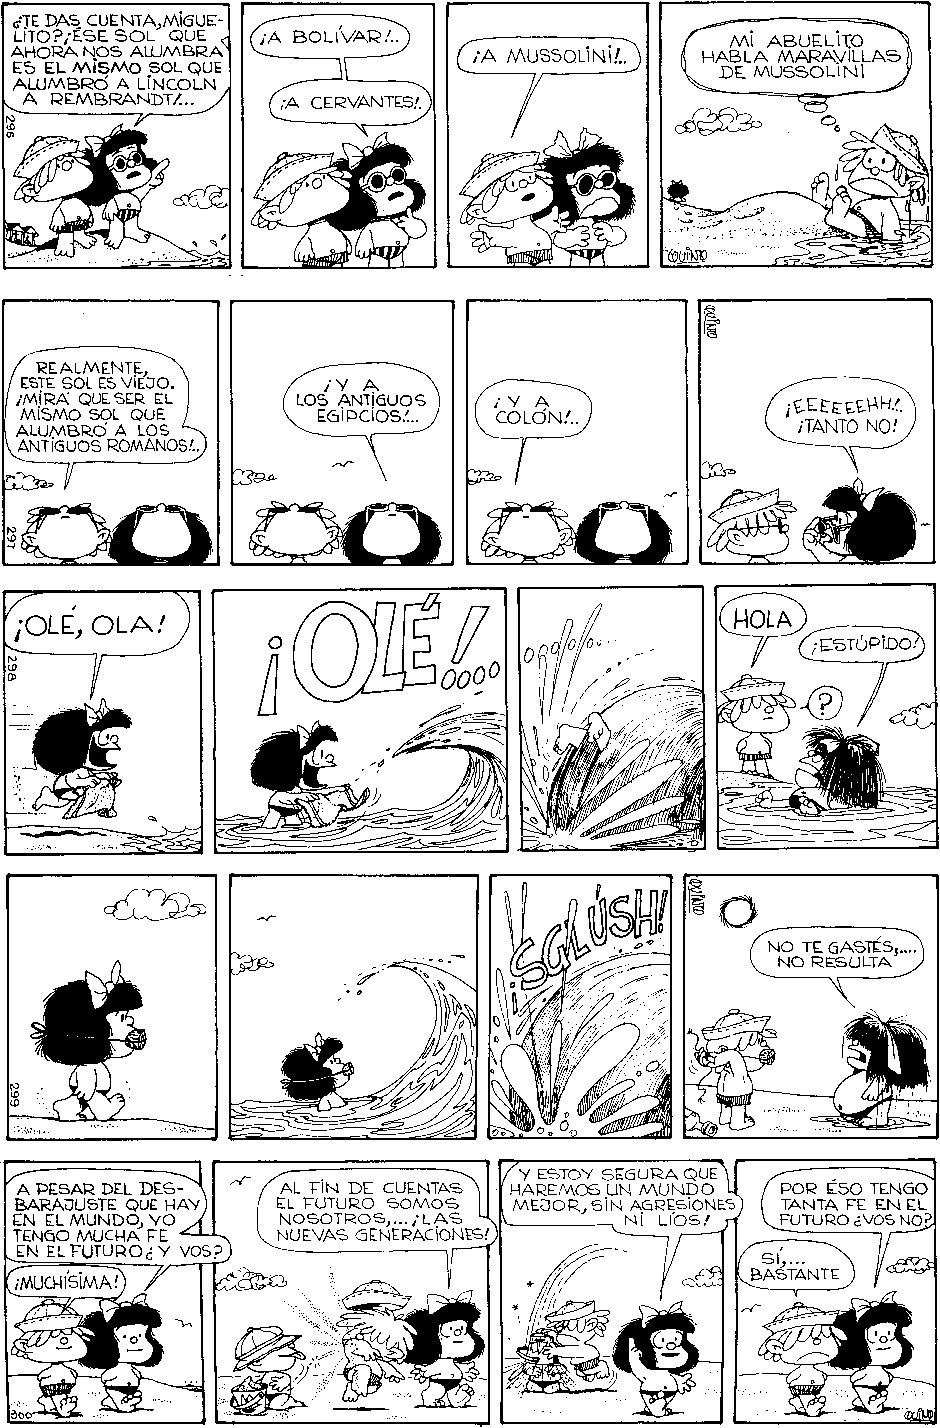 ¿TE DAS CUENTA, MIGUE-
LITO? ¡ESE SOL QUE
AHORA NOS ALUMBRA
ES EL MISMO SOL QUE
ALUMBRÓ A LINCOLN
A REMBRANDT!...
¡A BOLÍVAR!..
¡A CERVANTES!.
¡A MUSSOLINI!..
MI ABUELITO
HABLA MARAVILLAS
DE MUSSOLINI
296
QUINO
REALMENTE,
ESTE SOL ES VIEJO.
¡MIRÁ QUE SER EL
MISMO SOL QUE
ALUMBRÓ A LOS
ANTIGUOS ROMANOS!..
¡Y A
LOS ANTIGUOS
EGIPCIOS!...
¡Y A
COLÓN!..
¡EEEEEEHH!.
¡TANTO NO!
297
QUINO
¡OLÉ, OLA!
¡OLÉ!....
HOLA
¡ESTÚPIDO!
?
298
¡SGLÚSH!
NO TE GASTÉS,....
NO RESULTA
299
QUINO
A PESAR DEL DES-
BARAJUSTE QUE HAY
EN EL MUNDO, YO
TENGO MUCHA FE
EN EL FUTURO ¿Y VOS?
¡MUCHÍSIMA!
AL FIN DE CUENTAS
EL FUTURO SOMOS
NOSOTROS,... ¡LAS
NUEVAS GENERACIONES!
Y ESTOY SEGURA QUE
HAREMOS UN MUNDO
MEJOR, SIN AGRESIONES
NI LÍOS!
POR ÉSO TENGO
TANTA FE EN EL
FUTURO ¿VOS NO?
SÍ,...
BASTANTE
300
QUINO